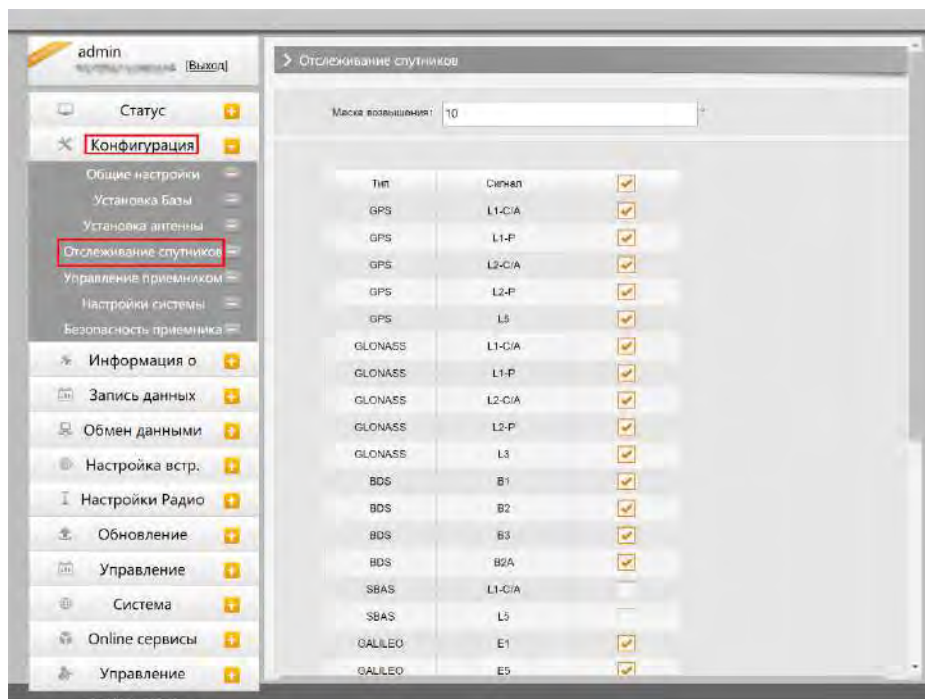 admin
[Выход]
Статус
Конфигурация
Общие настройки
Установка Базы
Установка антенны
Отслеживание спутников
Управление приемником
Настройки системы
Безопасность приемника
Информация о
Запись данных
Обмен данными
Настройка встр.
Настройки Радио
Обновление
Управление
Система
Online сервисы
Управление
Отслеживание спутников
Маска возвышения: 10 °
Тип Сигнал
GPS L1-C/A
GPS L1-P
GPS L2-C/A
GPS L2-P
GPS L5
GLONASS L1-C/A
GLONASS L1-P
GLONASS L2-C/A
GLONASS L2-P
GLONASS L3
BDS B1
BDS B2
BDS B3
BDS B2A
SBAS L1-C/A
SBAS L5
GALILEO E1
GALILEO E5